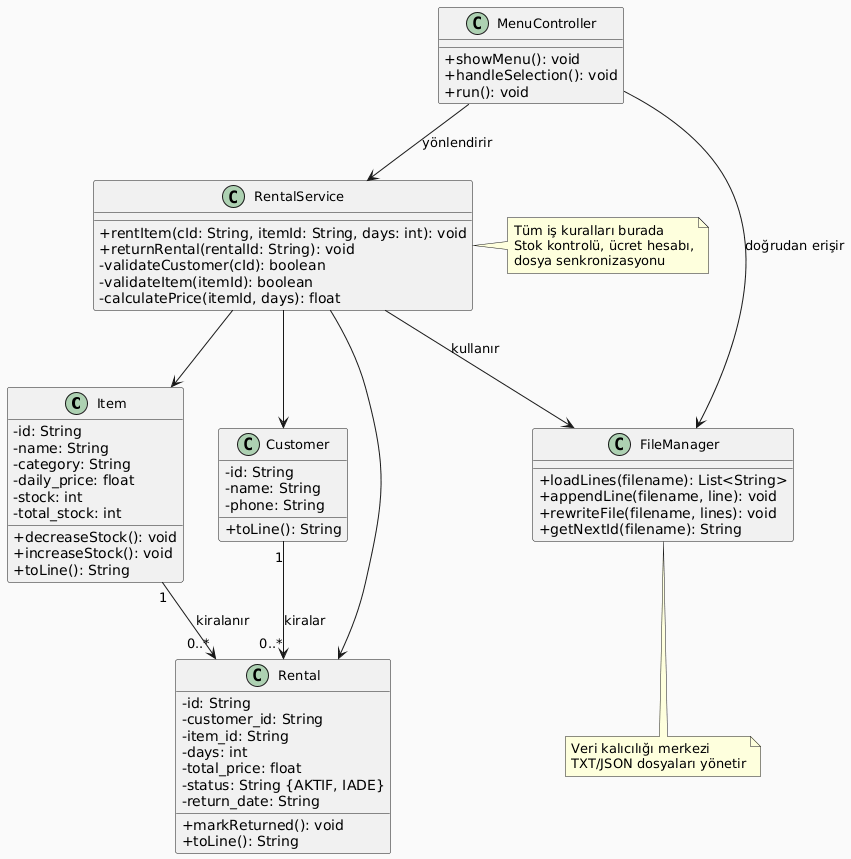 C MenuController
+showMenu(): void
+handleSelection(): void
+run(): void
yönlendirir
doğrudan erişir
C RentalService
+rentItem(cId: String, itemId: String, days: int): void
+returnRental(rentalId: String): void
-validateCustomer(cId): boolean
-validateItem(itemId): boolean
-calculatePrice(itemId, days): float
Tüm iş kuralları burada
Stok kontrolü, ücret hesabı,
dosya senkronizasyonu
kullanır
C Item
-id: String
-name: String
-category: String
-daily_price: float
-stock: int
-total_stock: int
+decreaseStock(): void
+increaseStock(): void
+toLine(): String
C Customer
-id: String
-name: String
-phone: String
+toLine(): String
C FileManager
+loadLines(filename): List<String>
+appendLine(filename, line): void
+rewriteFile(filename, lines): void
+getNextId(filename): String
1
kiralanır
0..*
1
kiralar
0..*
C Rental
-id: String
-customer_id: String
-item_id: String
-days: int
-total_price: float
-status: String {AKTIF, IADE}
-return_date: String
+markReturned(): void
+toLine(): String
Veri kalıcılığı merkezi
TXT/JSON dosyaları yönetir